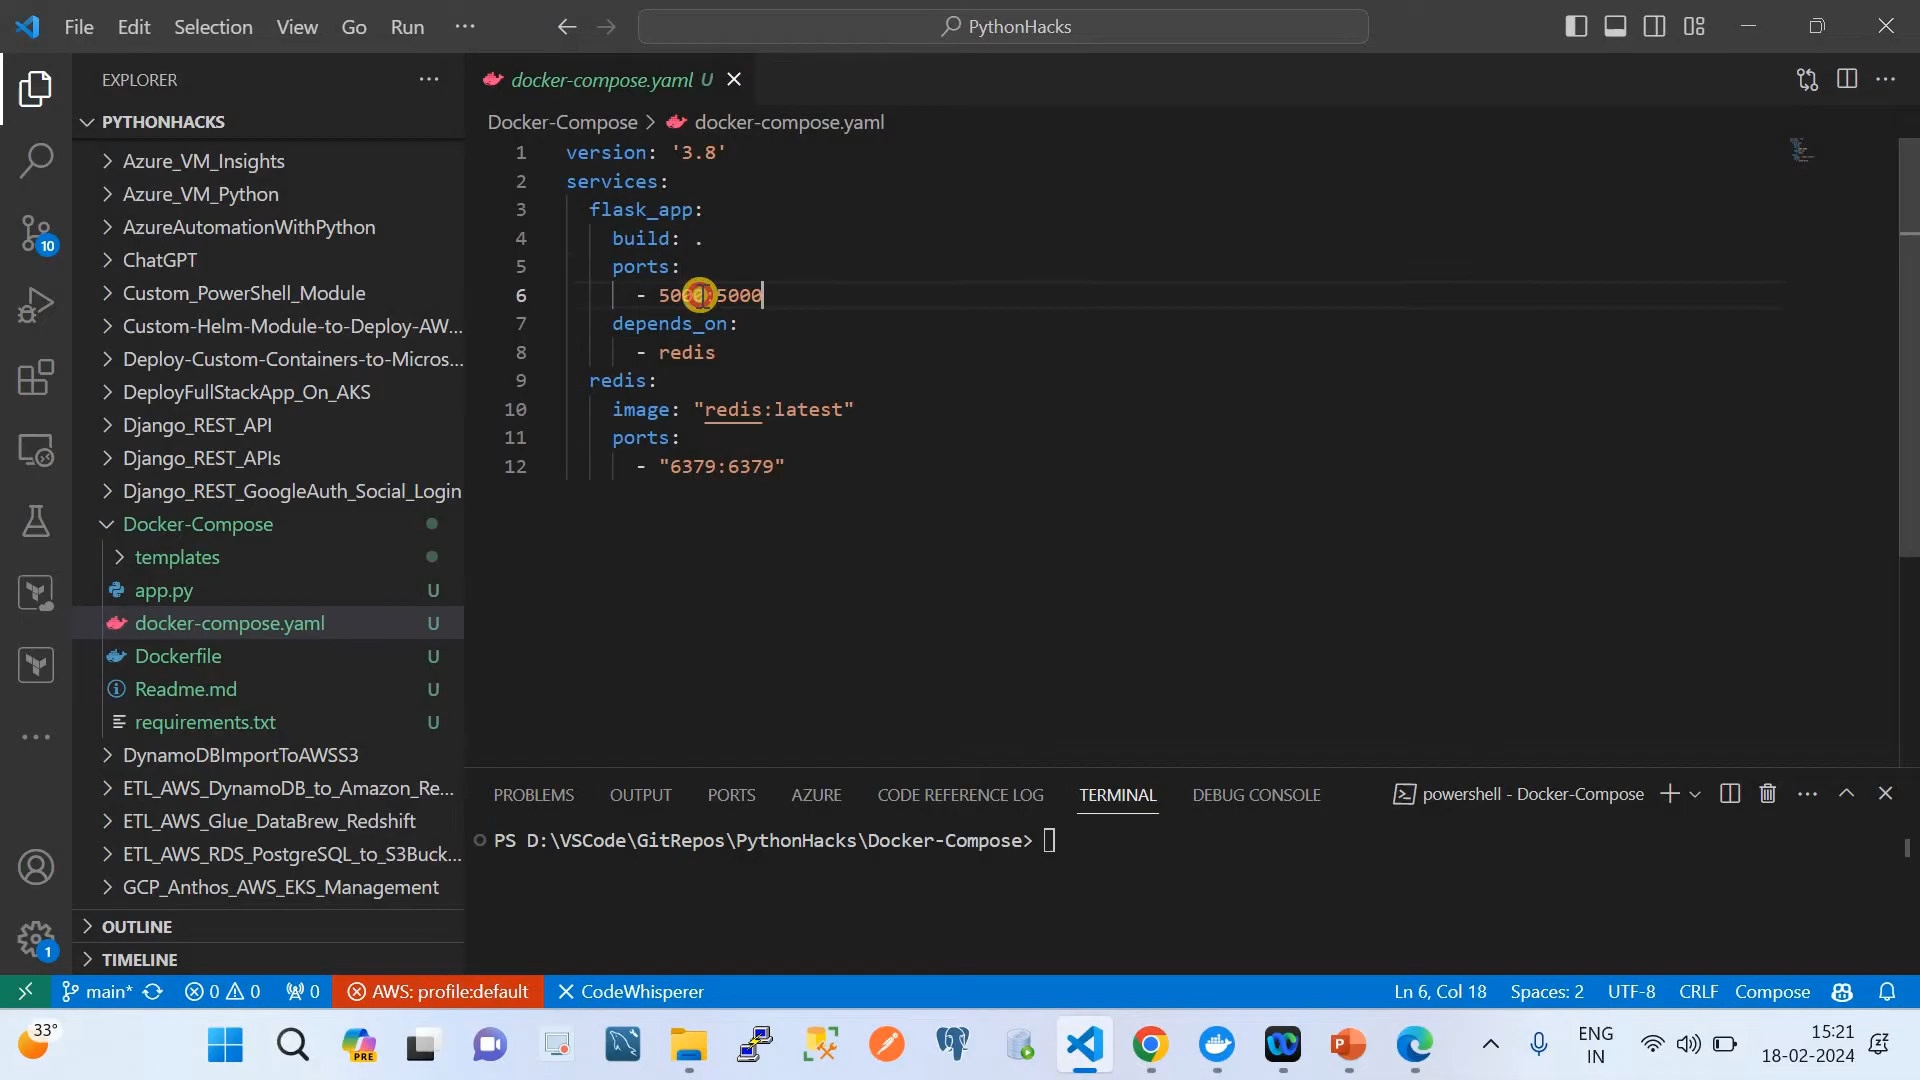 File Edit Selection View Go Run ···
PythonHacks
EXPLORER
PYTHONHACKS
Azure_VM_Insights
Azure_VM_Python
AzureAutomationWithPython
ChatGPT
Custom_PowerShell_Module
Custom-Helm-Module-to-Deploy-AW...
Deploy-Custom-Containers-to-Micros...
DeployFullStackApp_On_AKS
Django_REST_API
Django_REST_APIs
Django_REST_GoogleAuth_Social_Login
Docker-Compose
templates
app.py U
docker-compose.yaml U
Dockerfile U
Readme.md U
requirements.txt U
DynamoDBImportToAWSS3
ETL_AWS_DynamoDB_to_Amazon_Re...
ETL_AWS_Glue_DataBrew_Redshift
ETL_AWS_RDS_PostgreSQL_to_S3Buck...
GCP_Anthos_AWS_EKS_Management
OUTLINE
TIMELINE
10
1
docker-compose.yaml U
Docker-Compose > docker-compose.yaml
1 version: '3.8'
2 services:
3 flask_app:
4 build: .
5 ports:
6 - 5000:5000
7 depends_on:
8 - redis
9 redis:
10 image: "redis:latest"
11 ports:
12 - "6379:6379"
PROBLEMS OUTPUT PORTS AZURE CODE REFERENCE LOG TERMINAL DEBUG CONSOLE powershell - Docker-Compose
PS D:\VSCode\GitRepos\PythonHacks\Docker-Compose>
main* 0 0 0 AWS: profile:default CodeWhisperer Ln 6, Col 18 Spaces: 2 UTF-8 CRLF Compose
33°
PRE
ENG
IN
15:21
18-02-2024